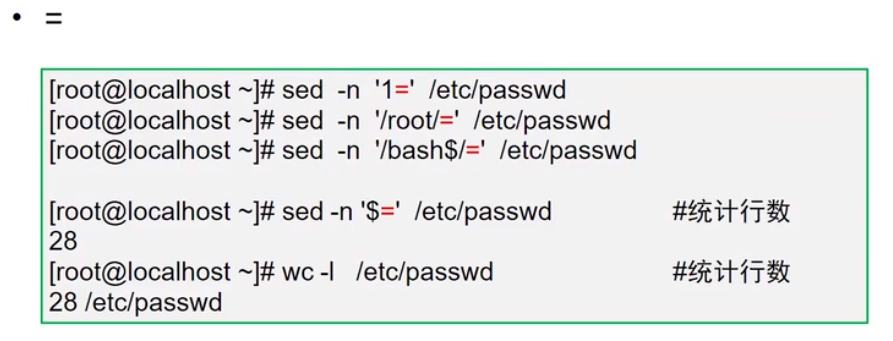 • =
[root@localhost ~]# sed -n '1=' /etc/passwd
[root@localhost ~]# sed -n '/root/=' /etc/passwd
[root@localhost ~]# sed -n '/bash$/=' /etc/passwd
[root@localhost ~]# sed -n '$=' /etc/passwd #统计行数
28
[root@localhost ~]# wc -l /etc/passwd #统计行数
28 /etc/passwd